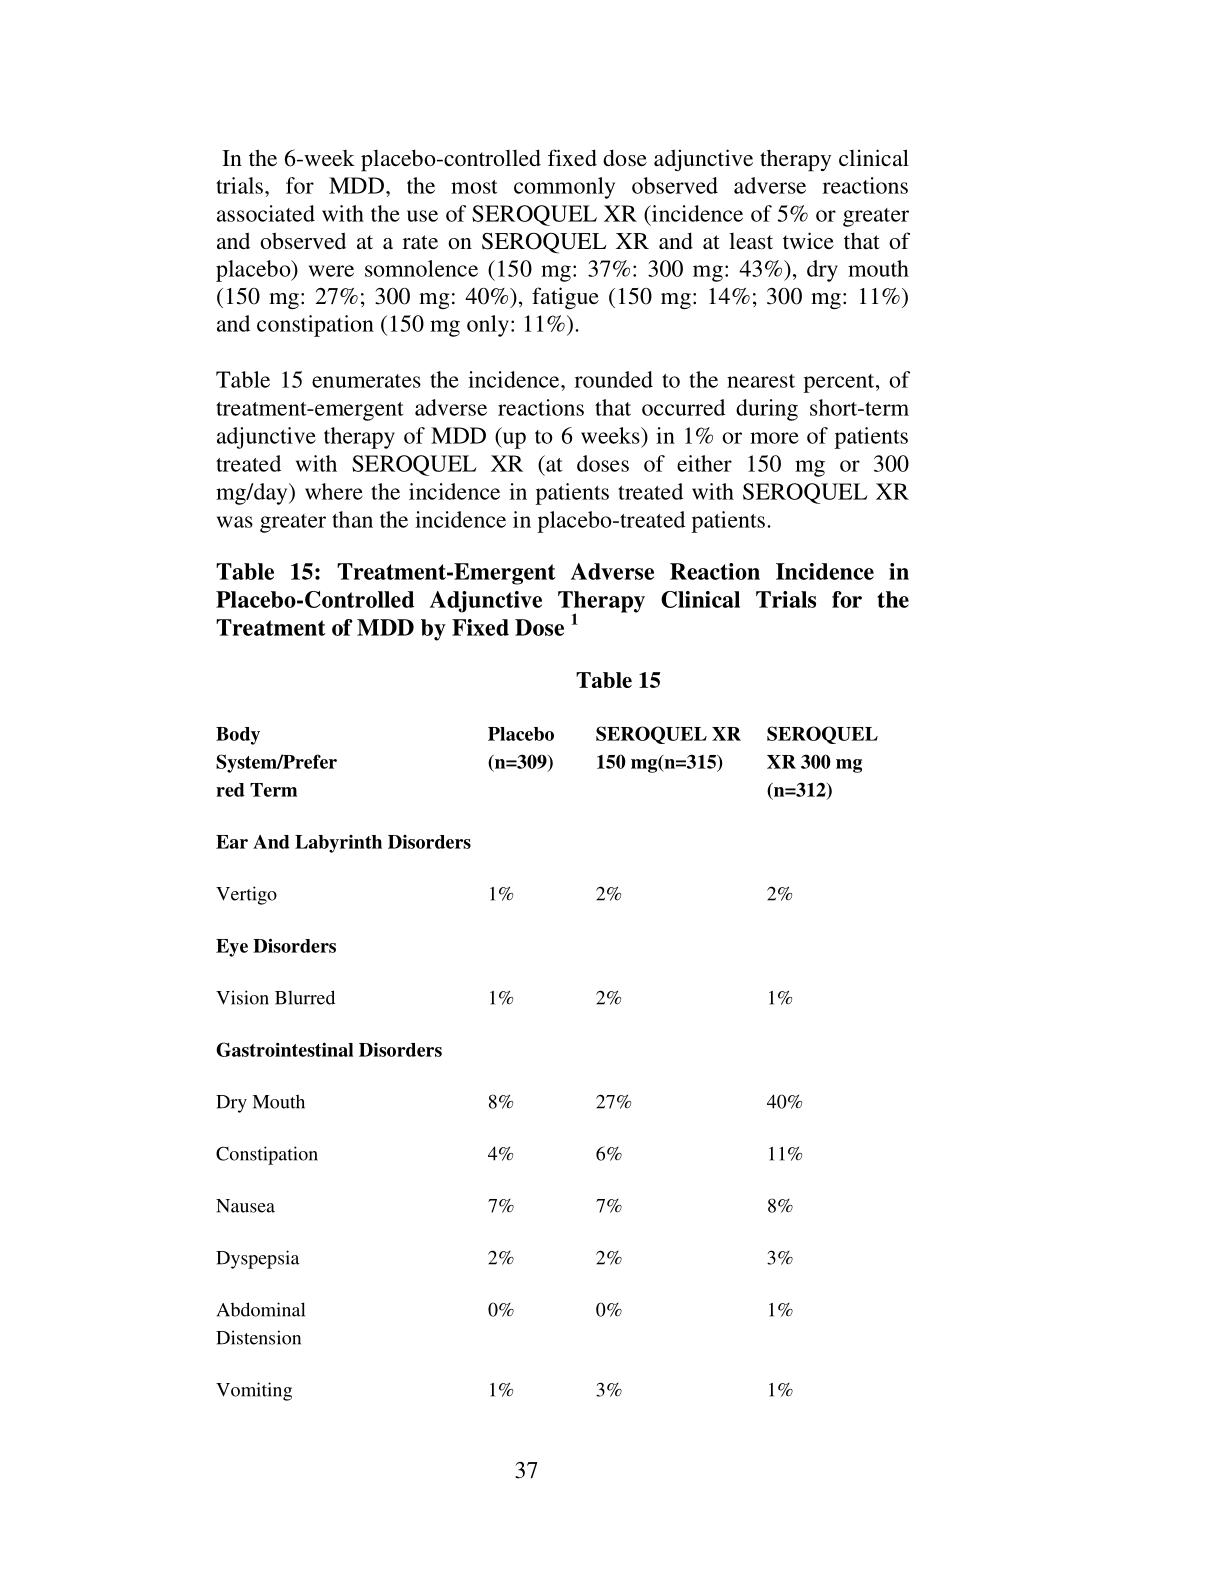 In the 6-week placebo-controlled fixed dose adjunctive therapy clinical
trials, for MDD, the most commonly observed adverse reactions
associated with the use of SEROQUEL XR (incidence of 5% or greater
and observed at a rate on SEROQUEL XR and at least twice that of
placebo) were somnolence (150 mg: 37%: 300 mg: 43%), dry mouth
(150 mg: 27%; 300 mg: 40%), fatigue (150 mg: 14%; 300 mg: 11%)
and constipation (150 mg only: 11%).
Table 15 enumerates the incidence, rounded to the nearest percent, of
treatment-emergent adverse reactions that occurred during short-term
adjunctive therapy of MDD (up to 6 weeks) in 1% or more of patients
treated with SEROQUEL XR (at doses of either 150 mg or 300
mg/day) where the incidence in patients treated with SEROQUEL XR
was greater than the incidence in placebo-treated patients.
Table 15: Treatment-Emergent Adverse Reaction Incidence in
Placebo-Controlled Adjunctive Therapy Clinical Trials for the
Treatment of MDD by Fixed Dose 1
Table 15
Body Placebo SEROQUEL XR SEROQUEL
System/Prefer (n=309) 150 mg(n=315) XR 300 mg
red Term (n=312)
Ear And Labyrinth Disorders
Vertigo 1% 2% 2%
Eye Disorders
Vision Blurred 1% 2% 1%
Gastrointestinal Disorders
Dry Mouth 8% 27% 40%
Constipation 4% 6% 11%
Nausea 7% 7% 8%
Dyspepsia 2% 2% 3%
Abdominal 0% 0% 1%
Distension
Vomiting 1% 3% 1%
37